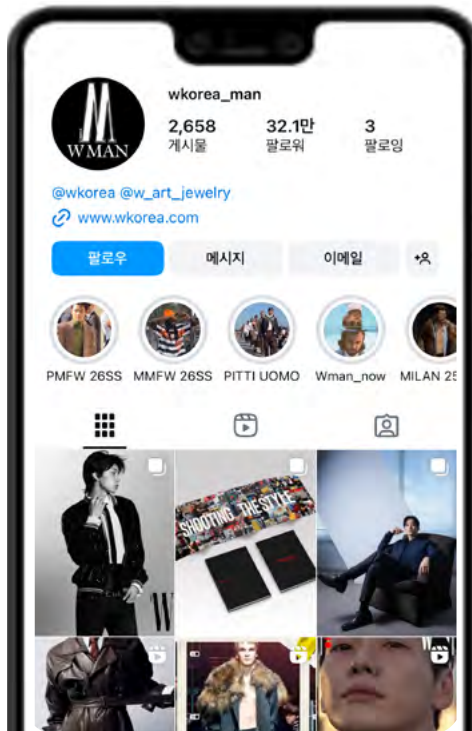 WMAN
wkorea_man
2,658 32.1만 3
게시물 팔로워 팔로잉
@wkorea @w_art_jewelry
www.wkorea.com
팔로우 메시지 이메일
PMFW 26SS MMFW 26SS PITTI UOMO Wman_now MILAN 25
SHOOTING THE STYLE
W